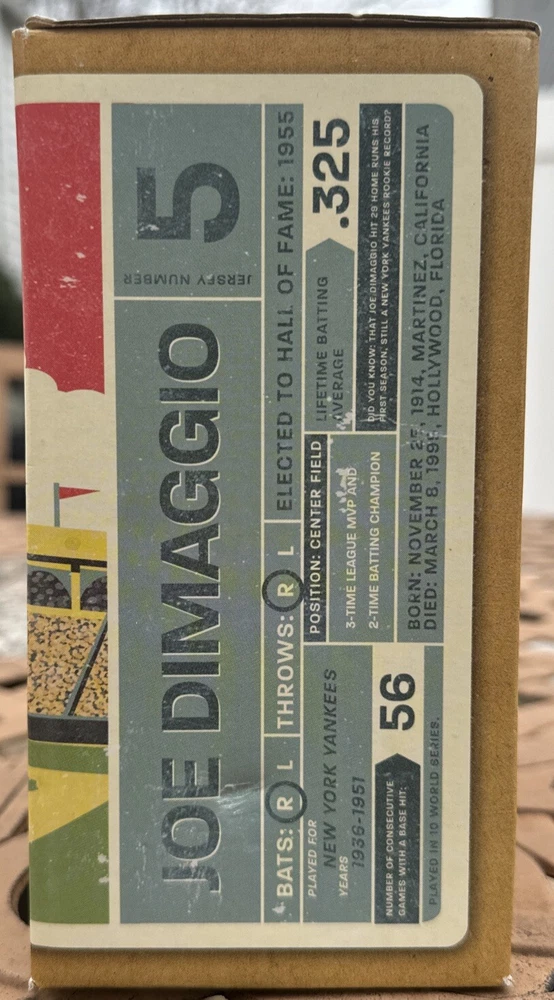 JOE DIMAGGIO
JERSEY NUMBER
5
BATS: R L
THROWS: R L
ELECTED TO HALL OF FAME: 1955
PLAYED FOR
NEW YORK YANKEES
YEARS
1936-1951
POSITION: CENTER FIELD
3-TIME LEAGUE MVP AND
2-TIME BATTING CHAMPION
LIFETIME BATTING
AVERAGE
.325
NUMBER OF CONSECUTIVE
GAMES WITH A BASE HIT:
56
PLAYED IN 10 WORLD SERIES.
DID YOU KNOW: THAT JOE DIMAGGIO HIT 29 HOME RUNS HIS
FIRST SEASON, STILL A NEW YORK YANKEES ROOKIE RECORD?
BORN: NOVEMBER 25, 1914, MARTINEZ, CALIFORNIA
DIED: MARCH 8, 1999, HOLLYWOOD, FLORIDA